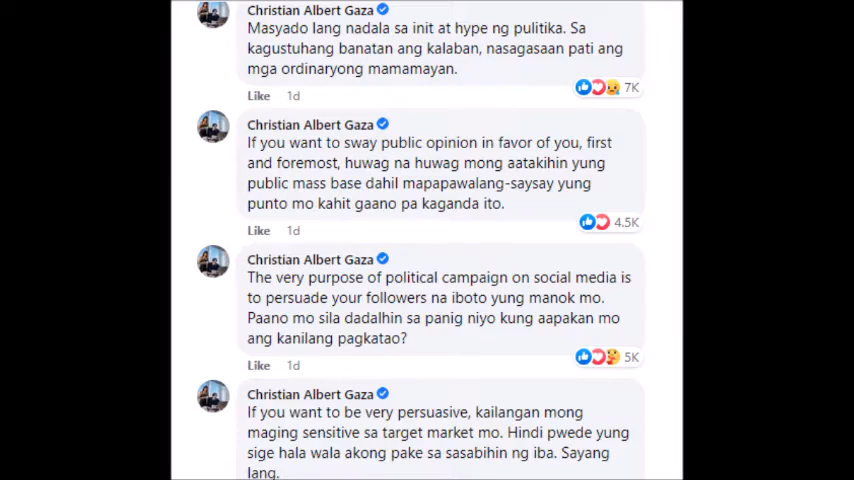 Christian Albert Gaza
Masyado lang nadala sa init at hype ng pulitika. Sa
kagustuhang banatan ang kalaban, nasagasaan pati ang
mga ordinaryong mamamayan.
7K
Like 1d
Christian Albert Gaza
If you want to sway public opinion in favor of you, first
and foremost, huwag na huwag mong aatakihin yung
public mass base dahil mapapawalang-saysay yung
punto mo kahit gaano pa kaganda ito.
4.5K
Like 1d
Christian Albert Gaza
The very purpose of political campaign on social media is
to persuade your followers na iboto yung manok mo.
Paano mo sila dadalhin sa panig niyo kung aapakan mo
ang kanilang pagkatao?
5K
Like 1d
Christian Albert Gaza
If you want to be very persuasive, kailangan mong
maging sensitive sa target market mo. Hindi pwede yung
sige hala wala akong pake sa sasabihin ng iba. Sayang
lang.